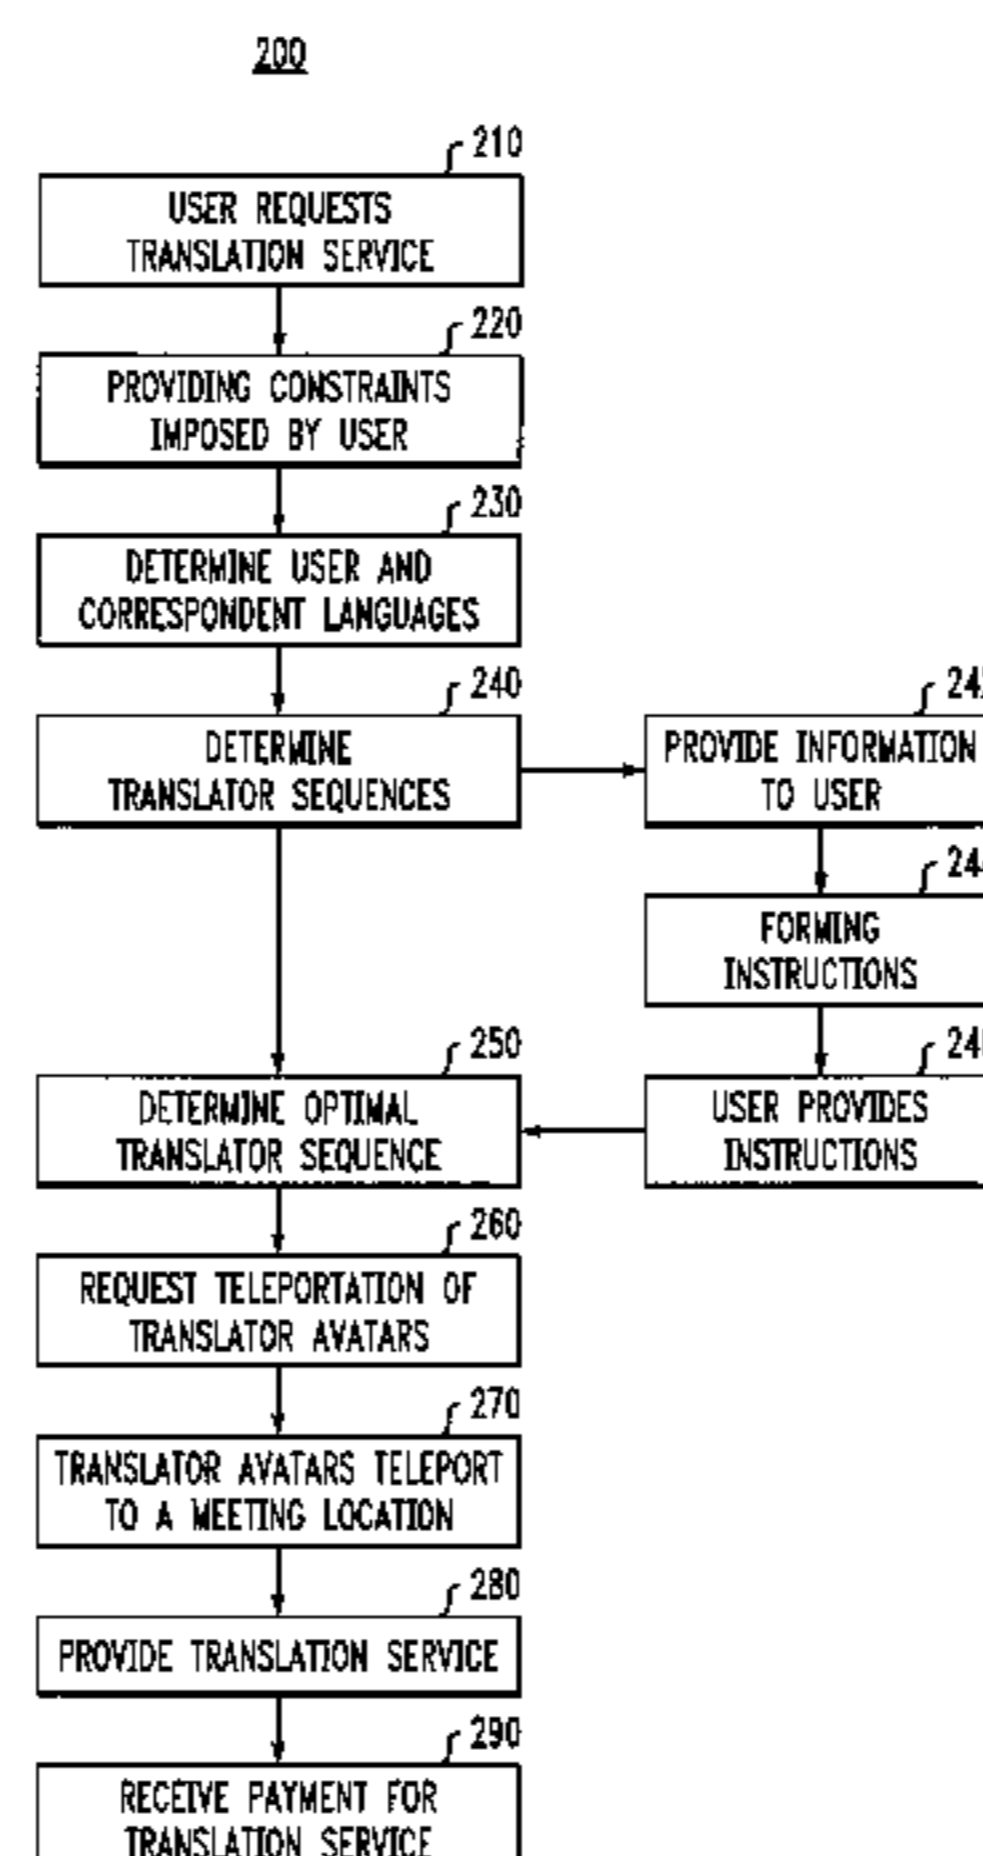 200
210
USER REQUESTS
TRANSLATION SERVICE
220
PROVIDING CONSTRAINTS
IMPOSED BY USER
230
DETERMINE USER AND
CORRESPONDENT LANGUAGES
240
DETERMINE
TRANSLATOR SEQUENCES
PROVIDE INFORMATION
TO USER
FORMING
INSTRUCTIONS
USER PROVIDES
INSTRUCTIONS
250
DETERMINE OPTIMAL
TRANSLATOR SEQUENCE
260
REQUEST TELEPORTATION OF
TRANSLATOR AVATARS
270
TRANSLATOR AVATARS TELEPORT
TO A MEETING LOCATION
280
PROVIDE TRANSLATION SERVICE
290
RECEIVE PAYMENT FOR
TRANSLATION SERVICE